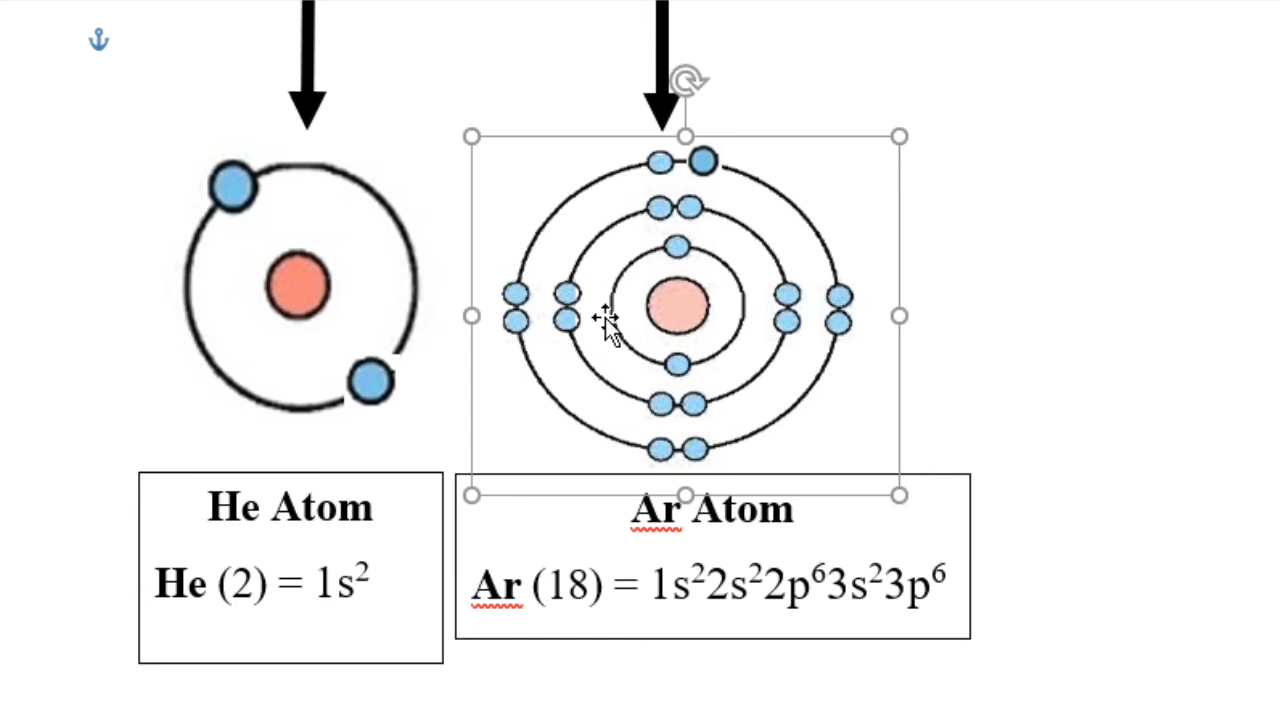 He Atom
He (2) = 1s²
Ar Atom
Ar (18) = 1s²2s²2p⁶3s²3p⁶